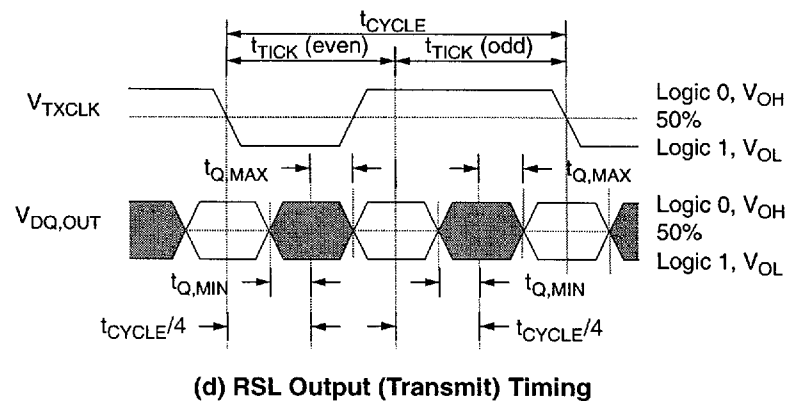 tCYCLE
tTICK (even) tTICK (odd)
VTXCLK
Logic 0, VOH
50%
Logic 1, VOL
tQ,MAX tQ,MAX
VDQ,OUT
Logic 0, VOH
50%
Logic 1, VOL
tQ,MIN tQ,MIN
tCYCLE/4 tCYCLE/4
(d) RSL Output (Transmit) Timing